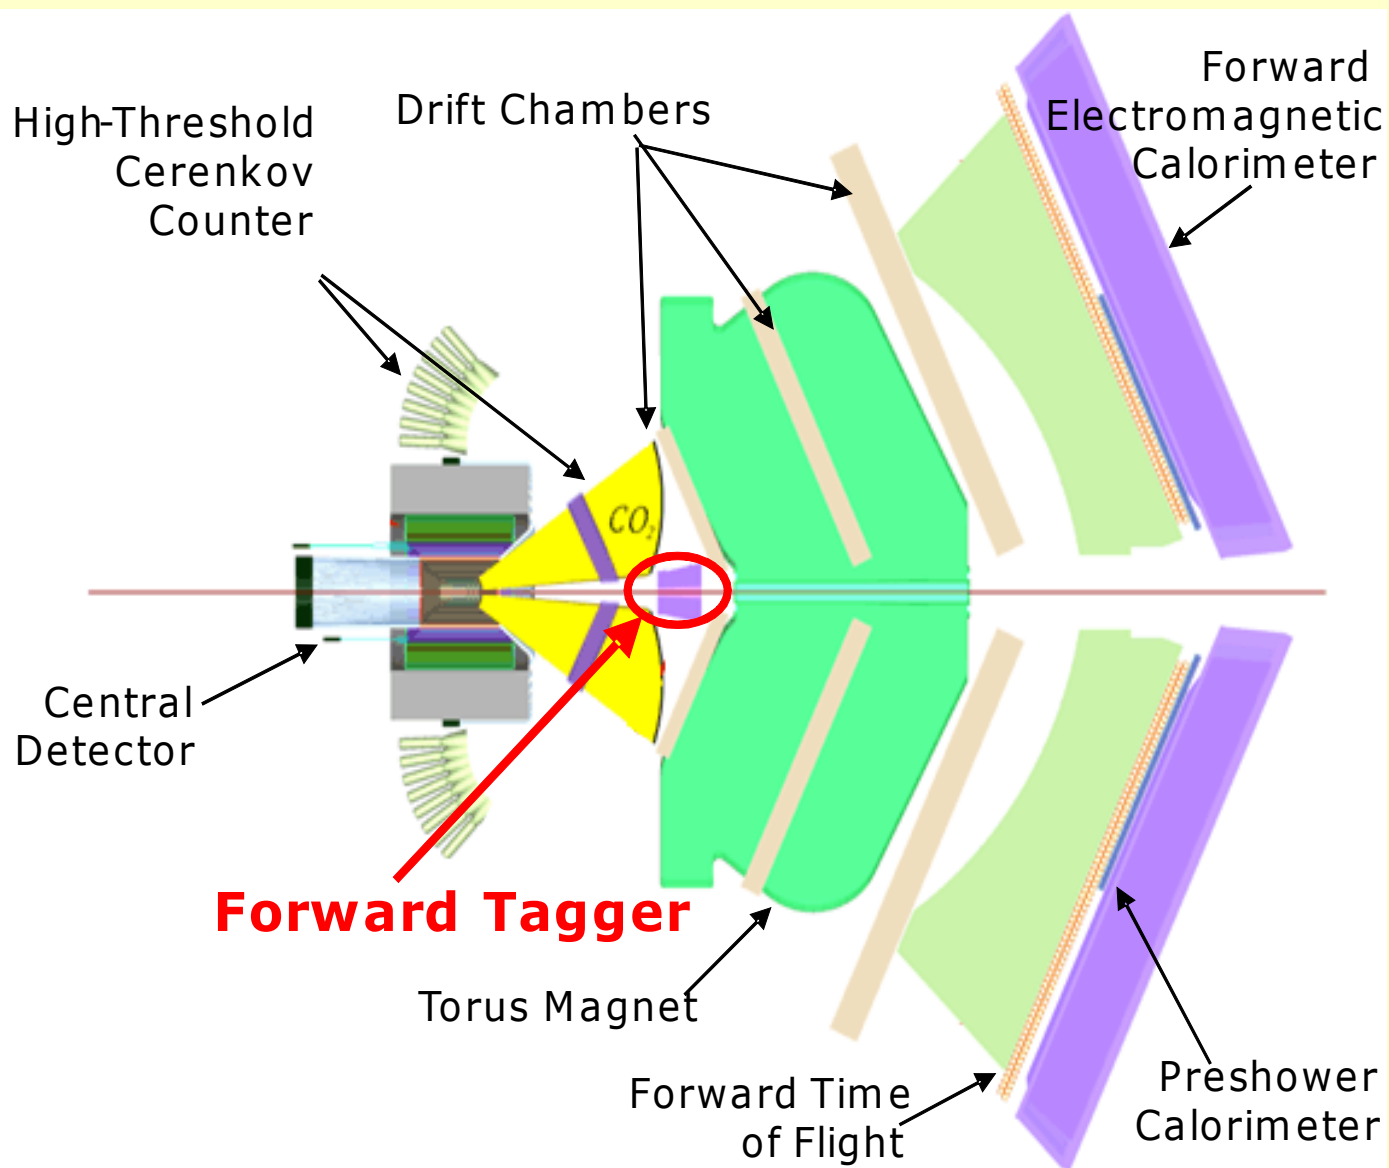 High-Threshold
Cerenkov
Counter
Drift Chambers
Forward
Electromagnetic
Calorimeter
CO₂
Central
Detector
Forward Tagger
Torus Magnet
Forward Time
of Flight
Preshower
Calorimeter